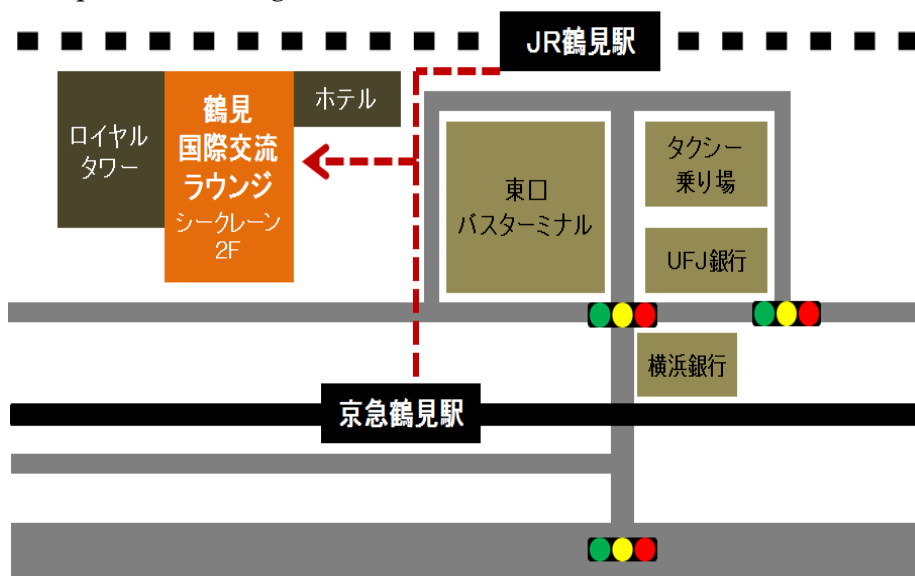 JR鶴見駅
ロイヤル
タワー
鶴見
国際交流
ラウンジ
シークレーン
2F
ホテル
東口
バスターミナル
タクシー
乗り場
UFJ銀行
横浜銀行
京急鶴見駅